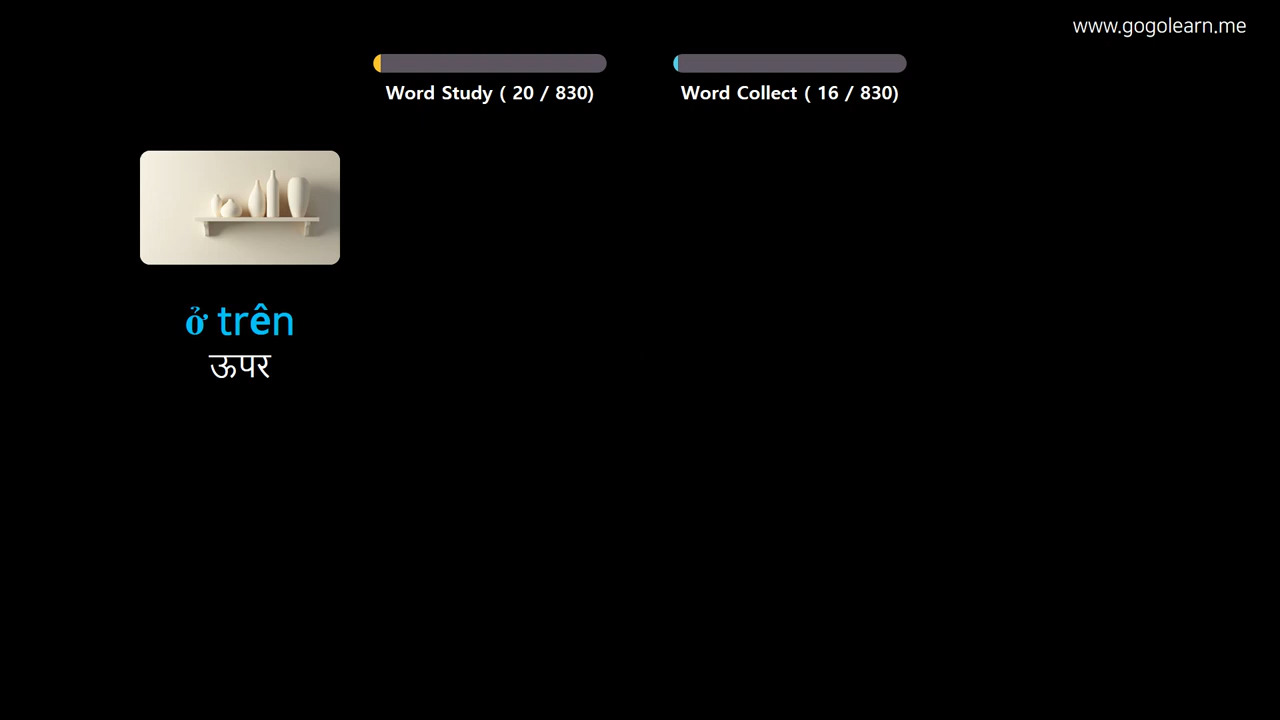 www.gogolearn.me
Word Study ( 20 / 830)
Word Collect ( 16 / 830)
ở trên
ऊपर